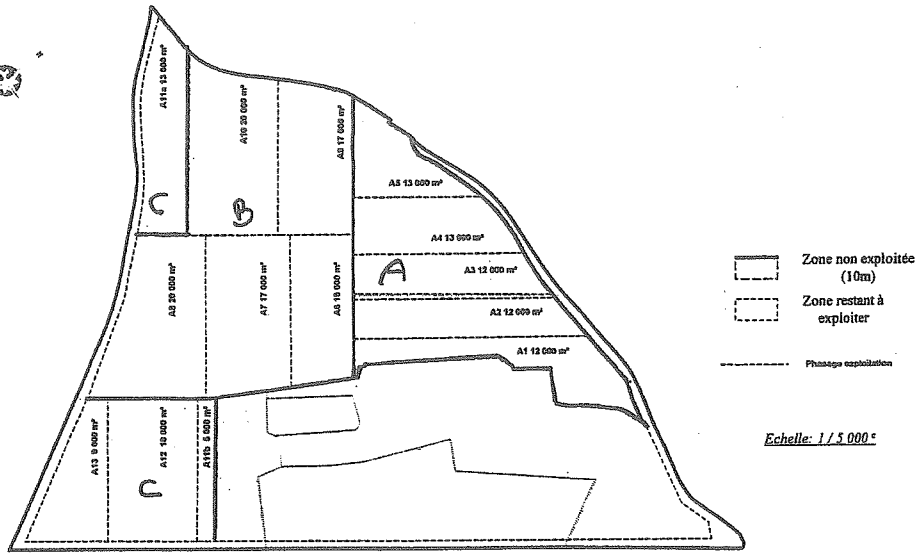 A11a 13 000 m²
A10 20 000 m²
A9 17 000 m²
A5 13 000 m²
C
B
A4 13 000 m²
A
A3 12 000 m²
A8 20 000 m²
A7 17 000 m²
A6 16 000 m²
A2 12 000 m²
A1 12 000 m²
A13 9 000 m²
A12 18 000 m²
A11b 5 000 m²
C
Zone non exploitée
(10m)
Zone restant à
exploiter
Phasage exploitation
Echelle: 1 / 5 000 e